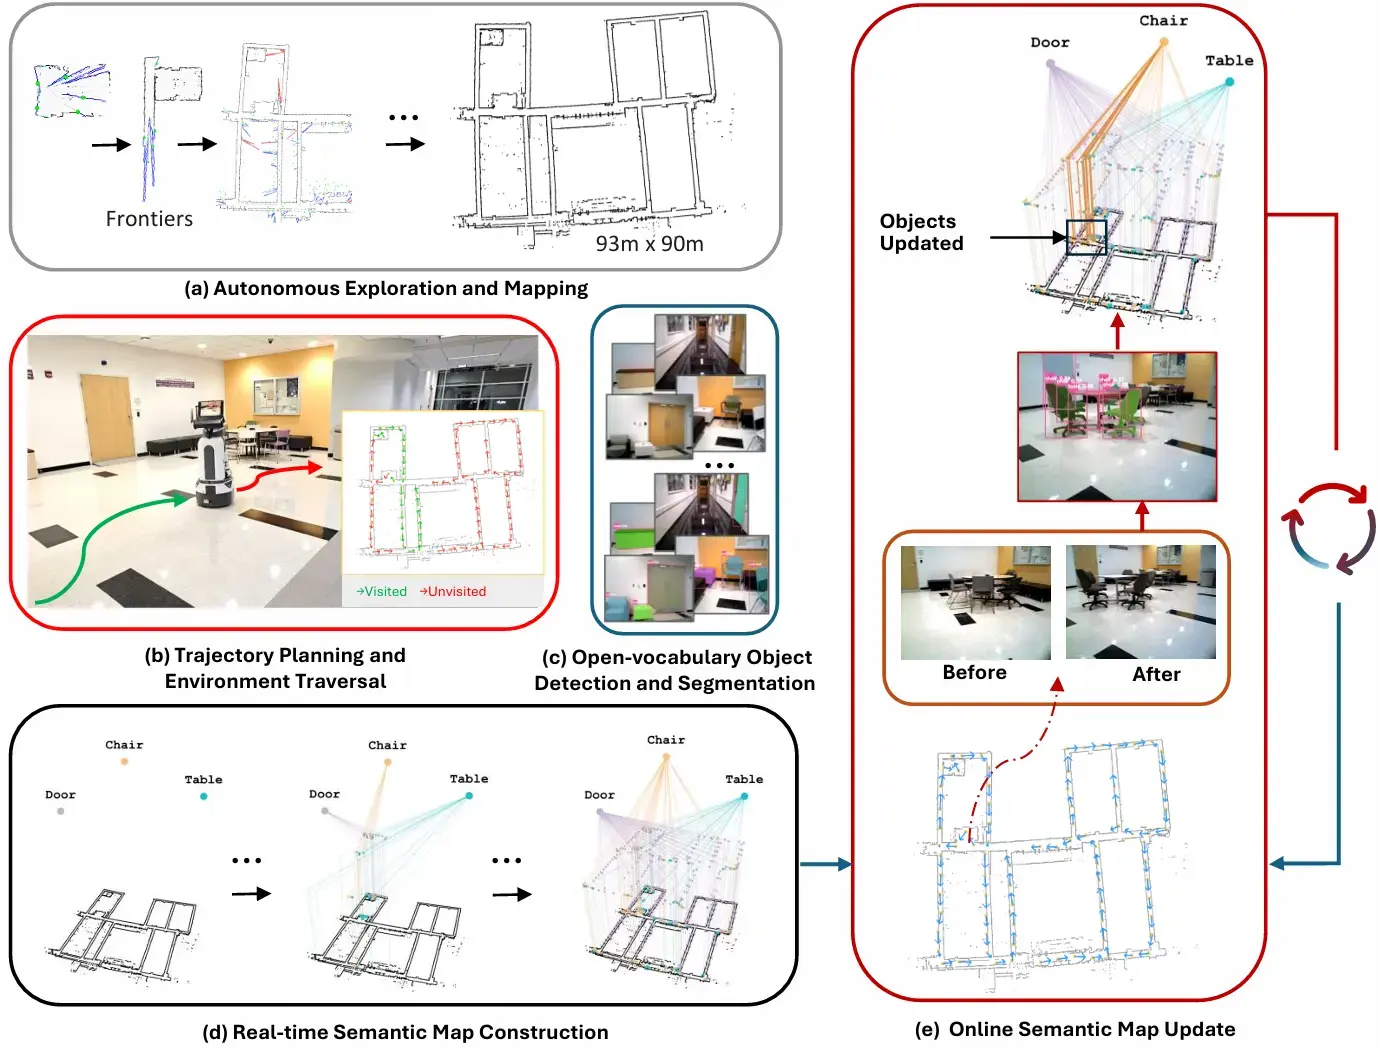 Frontiers
93m x 90m
(a) Autonomous Exploration and Mapping
Visited
Unvisited
(b) Trajectory Planning and
Environment Traversal
(c) Open-vocabulary Object
Detection and Segmentation
Chair
Table
Door
Chair
Table
Door
Chair
Table
Door
(d) Real-time Semantic Map Construction
Chair
Door
Table
Objects
Updated
Before
After
(e) Online Semantic Map Update